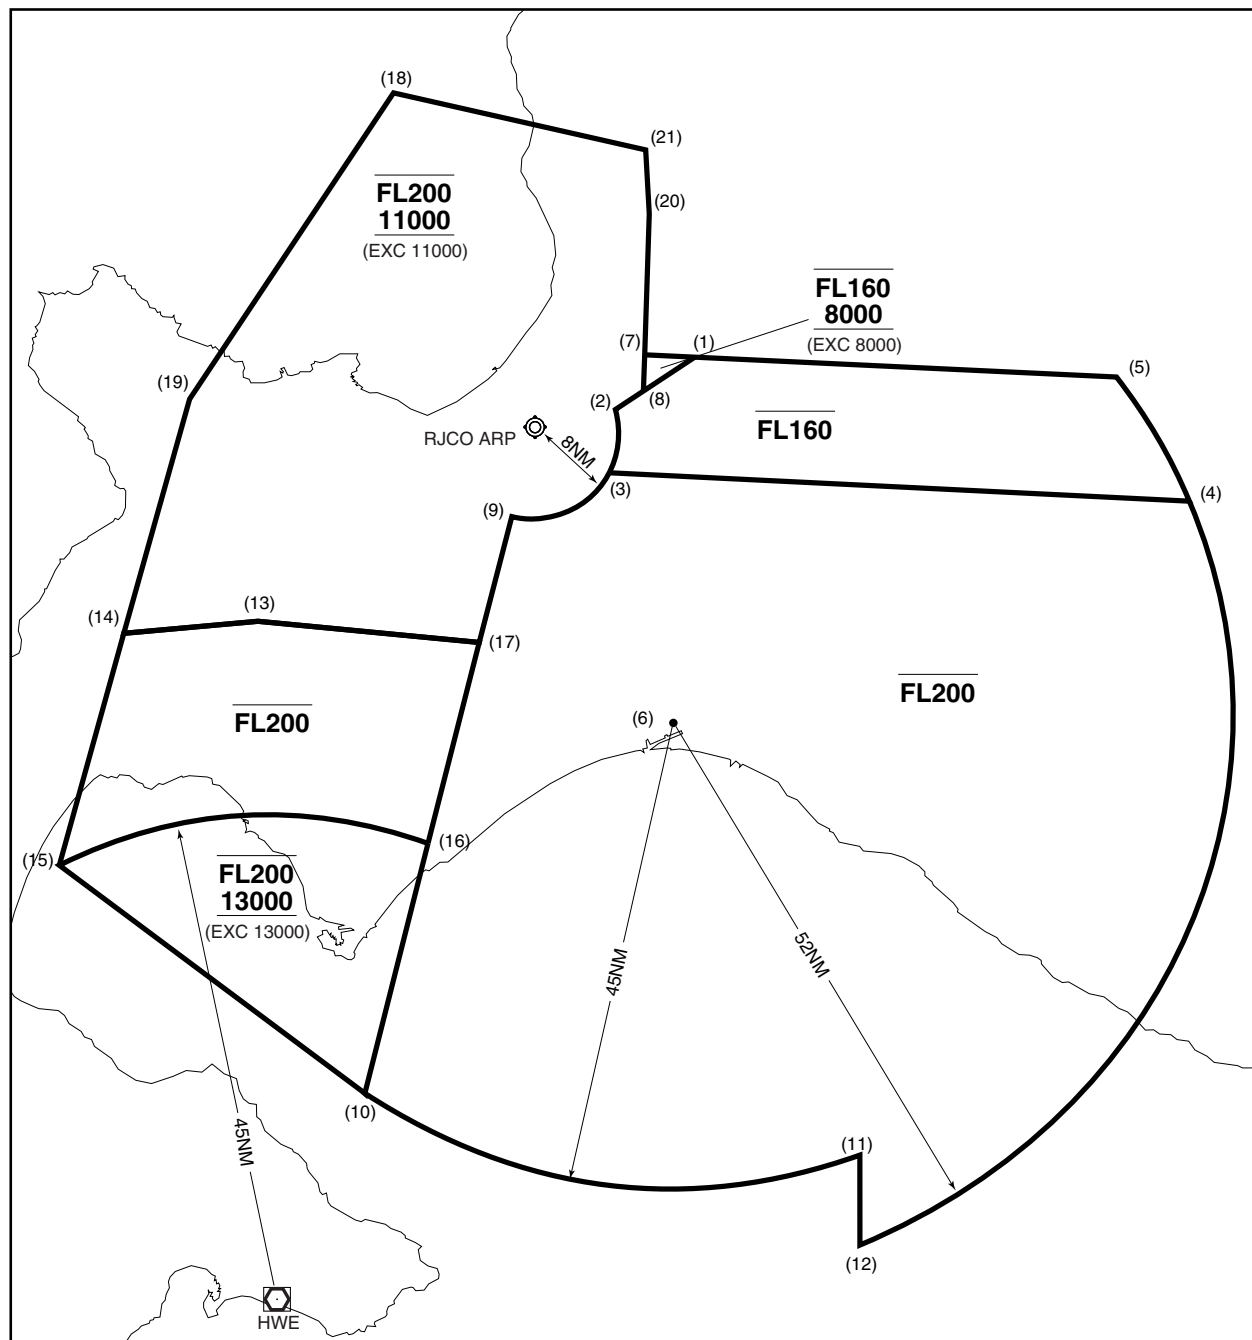 (18)
(21)
FL200
11000
(EXC 11000)
(20)
FL160
8000
(EXC 8000)
(7)
(1)
(5)
(19)
(2)
(8)
RJCO ARP
8NM
FL160
(3)
(4)
(9)
(14)
(13)
(17)
FL200
FL200
(6)
(15)
(16)
FL200
13000
(EXC 13000)
45NM
52NM
(10)
45NM
(11)
(12)
HWE